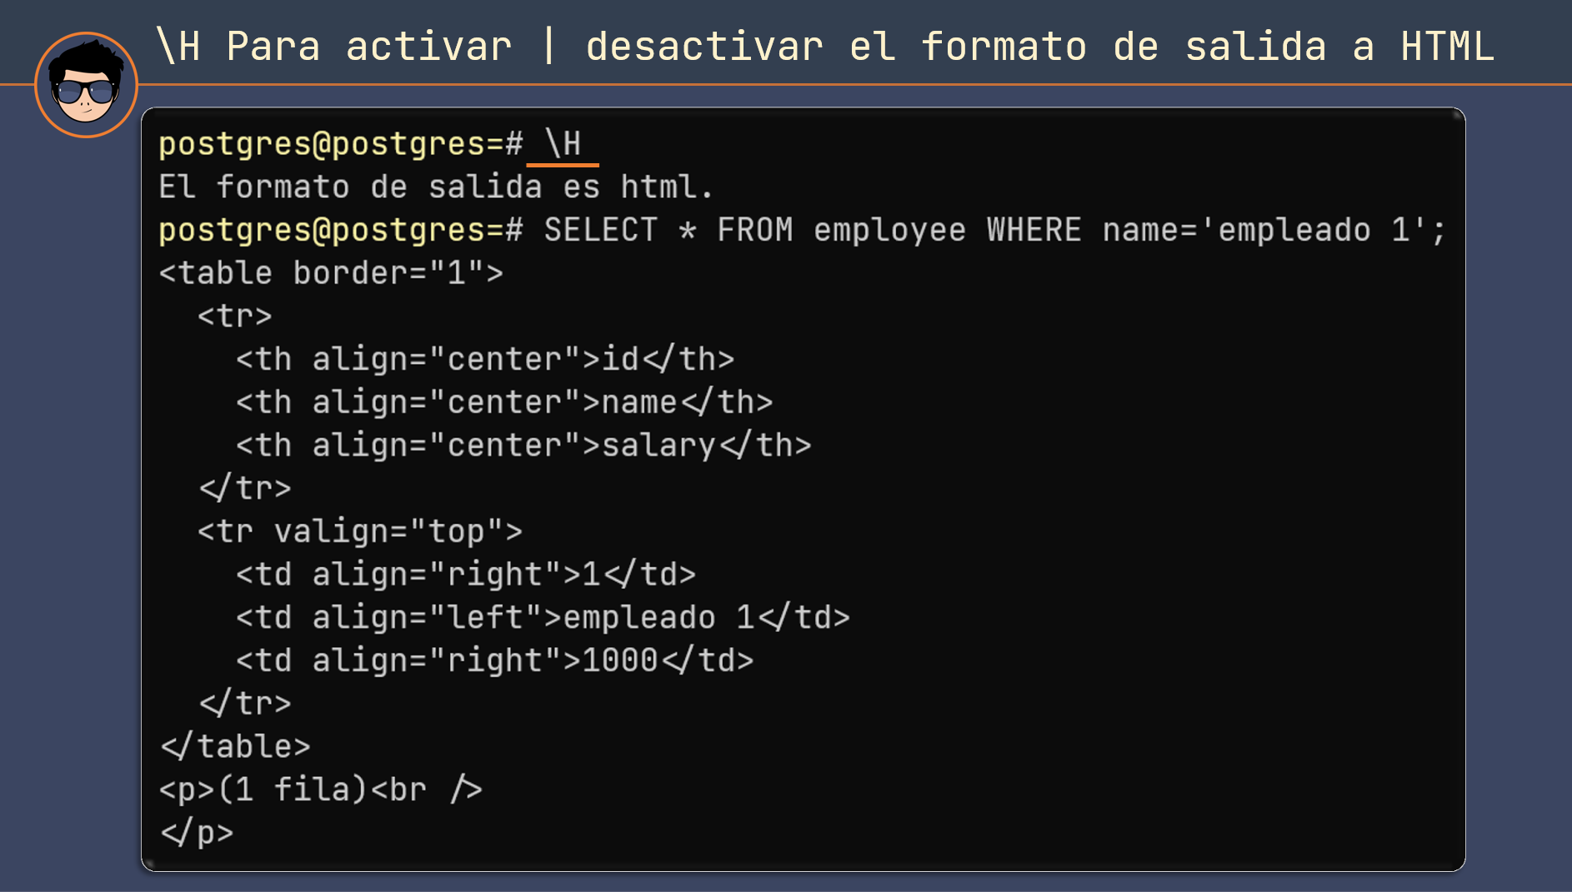 \H Para activar | desactivar el formato de salida a HTML
postgres@postgres=# \H
El formato de salida es html.
postgres@postgres=# SELECT * FROM employee WHERE name='empleado 1';
<table border="1">
  <tr>
    <th align="center">id</th>
    <th align="center">name</th>
    <th align="center">salary</th>
  </tr>
  <tr valign="top">
    <td align="right">1</td>
    <td align="left">empleado 1</td>
    <td align="right">1000</td>
  </tr>
</table>
<p>(1 fila)<br />
</p>